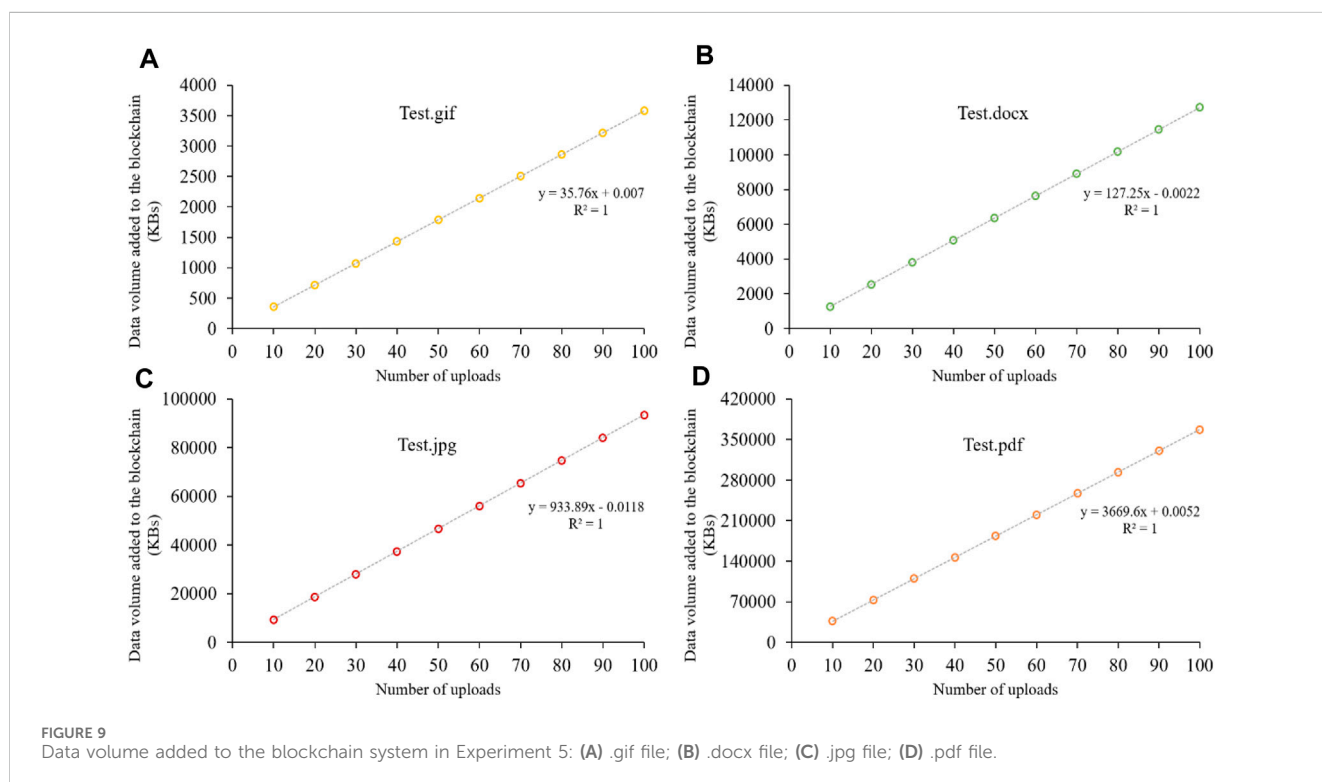 A
Data volume added to the blockchain
(KBs)
4000
3500
3000
2500
2000
1500
1000
500
0
Test.gif
y = 35.76x + 0.007
R² = 1
0 10 20 30 40 50 60 70 80 90 100
Number of uploads
B
Data volume added to the blockchain
(KBs)
14000
12000
10000
8000
6000
4000
2000
0
Test.docx
y = 127.25x - 0.0022
R² = 1
0 10 20 30 40 50 60 70 80 90 100
Number of uploads
C
Data volume added to the blockchain
(KBs)
100000
80000
60000
40000
20000
0
Test.jpg
y = 933.89x - 0.0118
R² = 1
0 10 20 30 40 50 60 70 80 90 100
Number of uploads
D
Data volume added to the blockchain
(KBs)
420000
350000
280000
210000
140000
70000
0
Test.pdf
y = 3669.6x + 0.0052
R² = 1
0 10 20 30 40 50 60 70 80 90 100
Number of uploads
FIGURE 9
Data volume added to the blockchain system in Experiment 5: (A) .gif file; (B) .docx file; (C) .jpg file; (D) .pdf file.